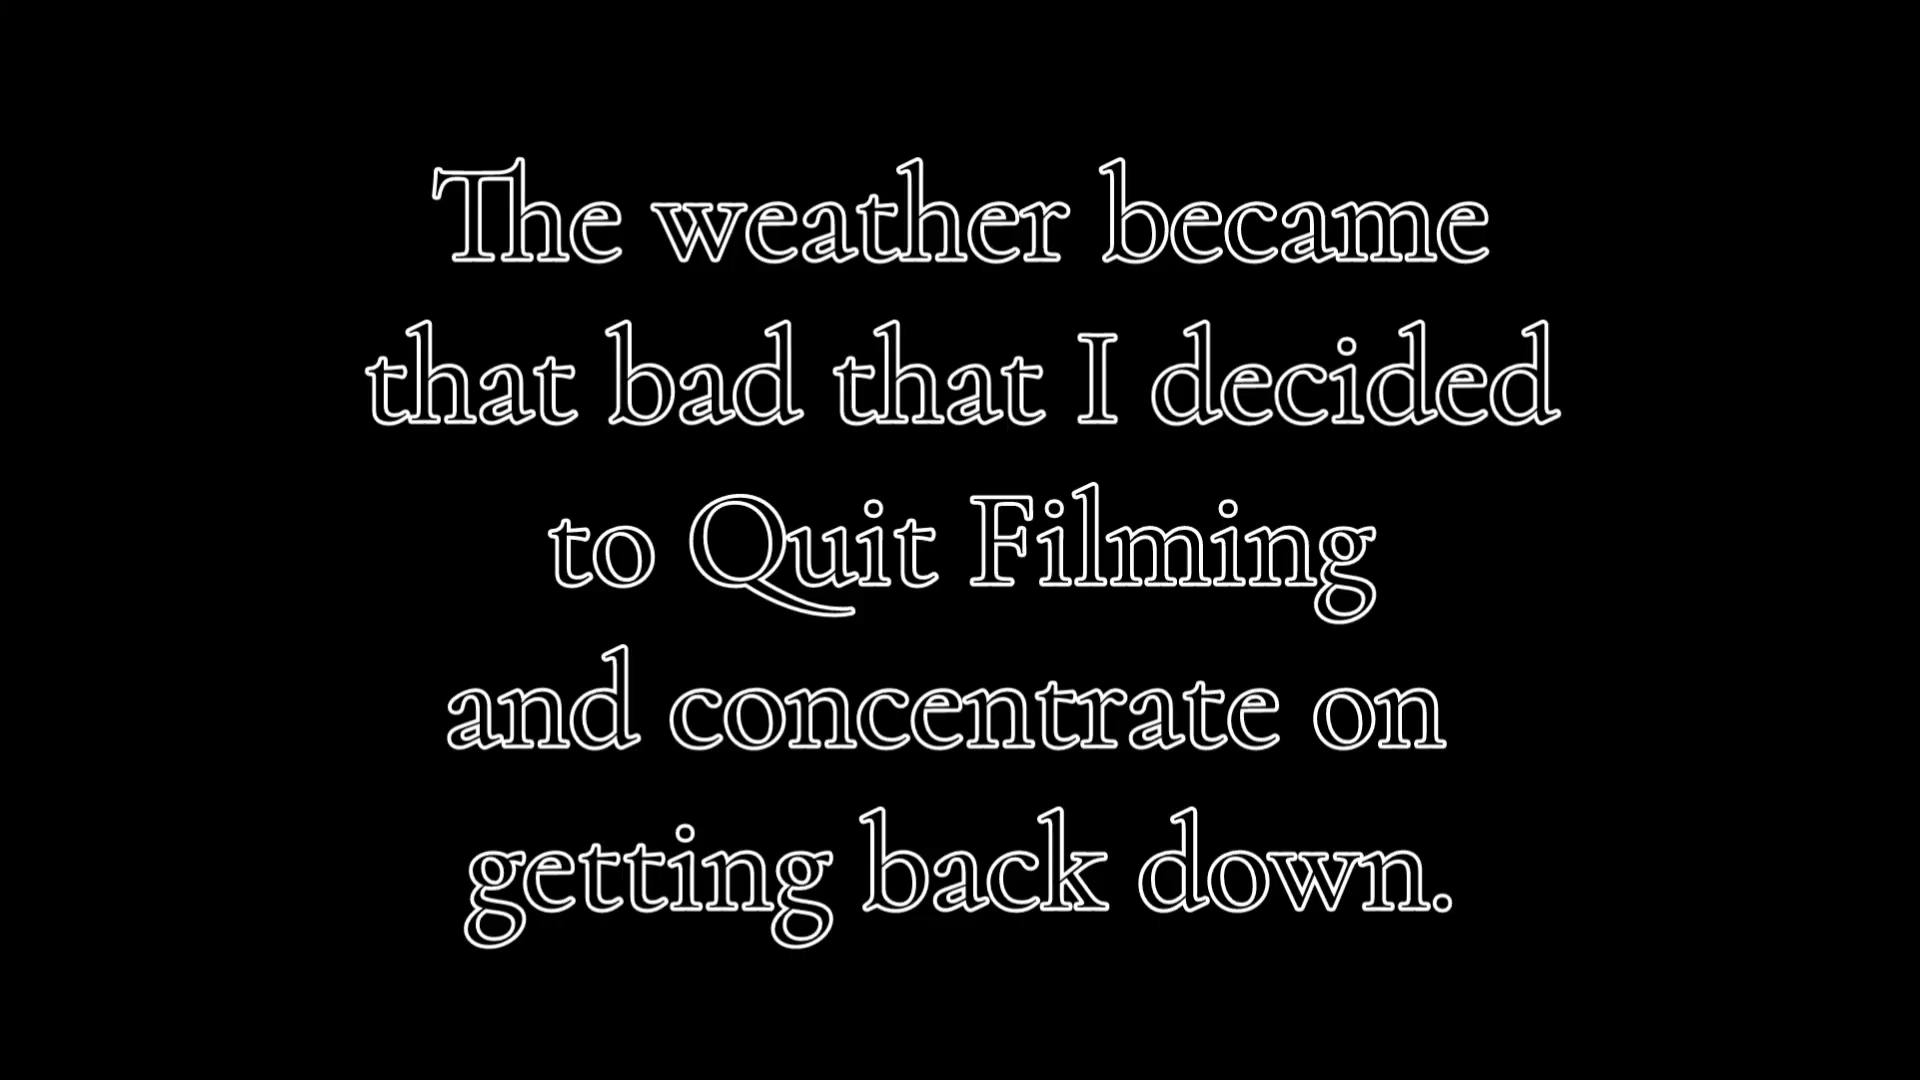 The weather became
that bad that I decided
to Quit Filming
and concentrate on
getting back down.